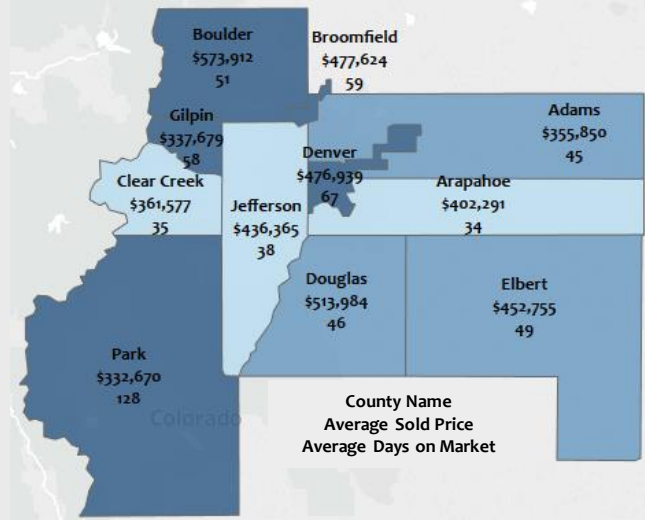 Boulder
$573,912
51
Broomfield
$477,624
59
Gilpin
$337,679
58
Adams
$355,850
45
Denver
$476,939
67
Clear Creek
$361,577
35
Jefferson
$436,365
38
Arapahoe
$402,291
34
Douglas
$513,984
46
Elbert
$452,755
49
Park
$332,670
128
Colorado
County Name
Average Sold Price
Average Days on Market